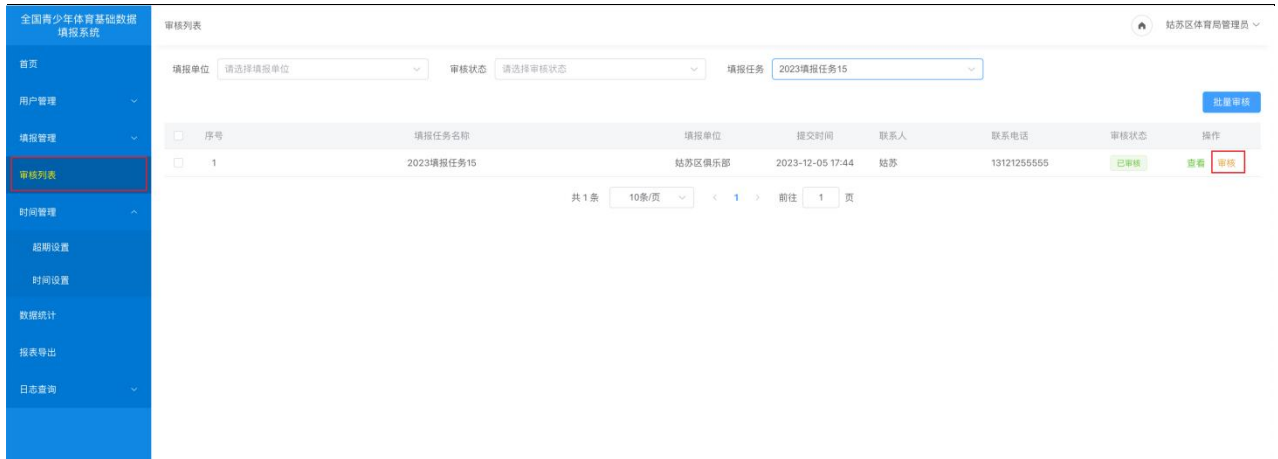 全国青少年体育基础数据
填报系统
审核列表
姑苏区体育局管理员
首页
用户管理
填报管理
审核列表
时间管理
超期设置
时间设置
数据统计
报表导出
日志查询
填报单位 请选择填报单位 审核状态 请选择审核状态 填报任务 2023填报任务15
批量审核
序号 填报任务名称 填报单位 提交时间 联系人 联系电话 审核状态 操作
1 2023填报任务15 姑苏区俱乐部 2023-12-05 17:44 姑苏 13121255555 已审核 查看 审核
共1条 10条/页 < 1 > 前往 1 页